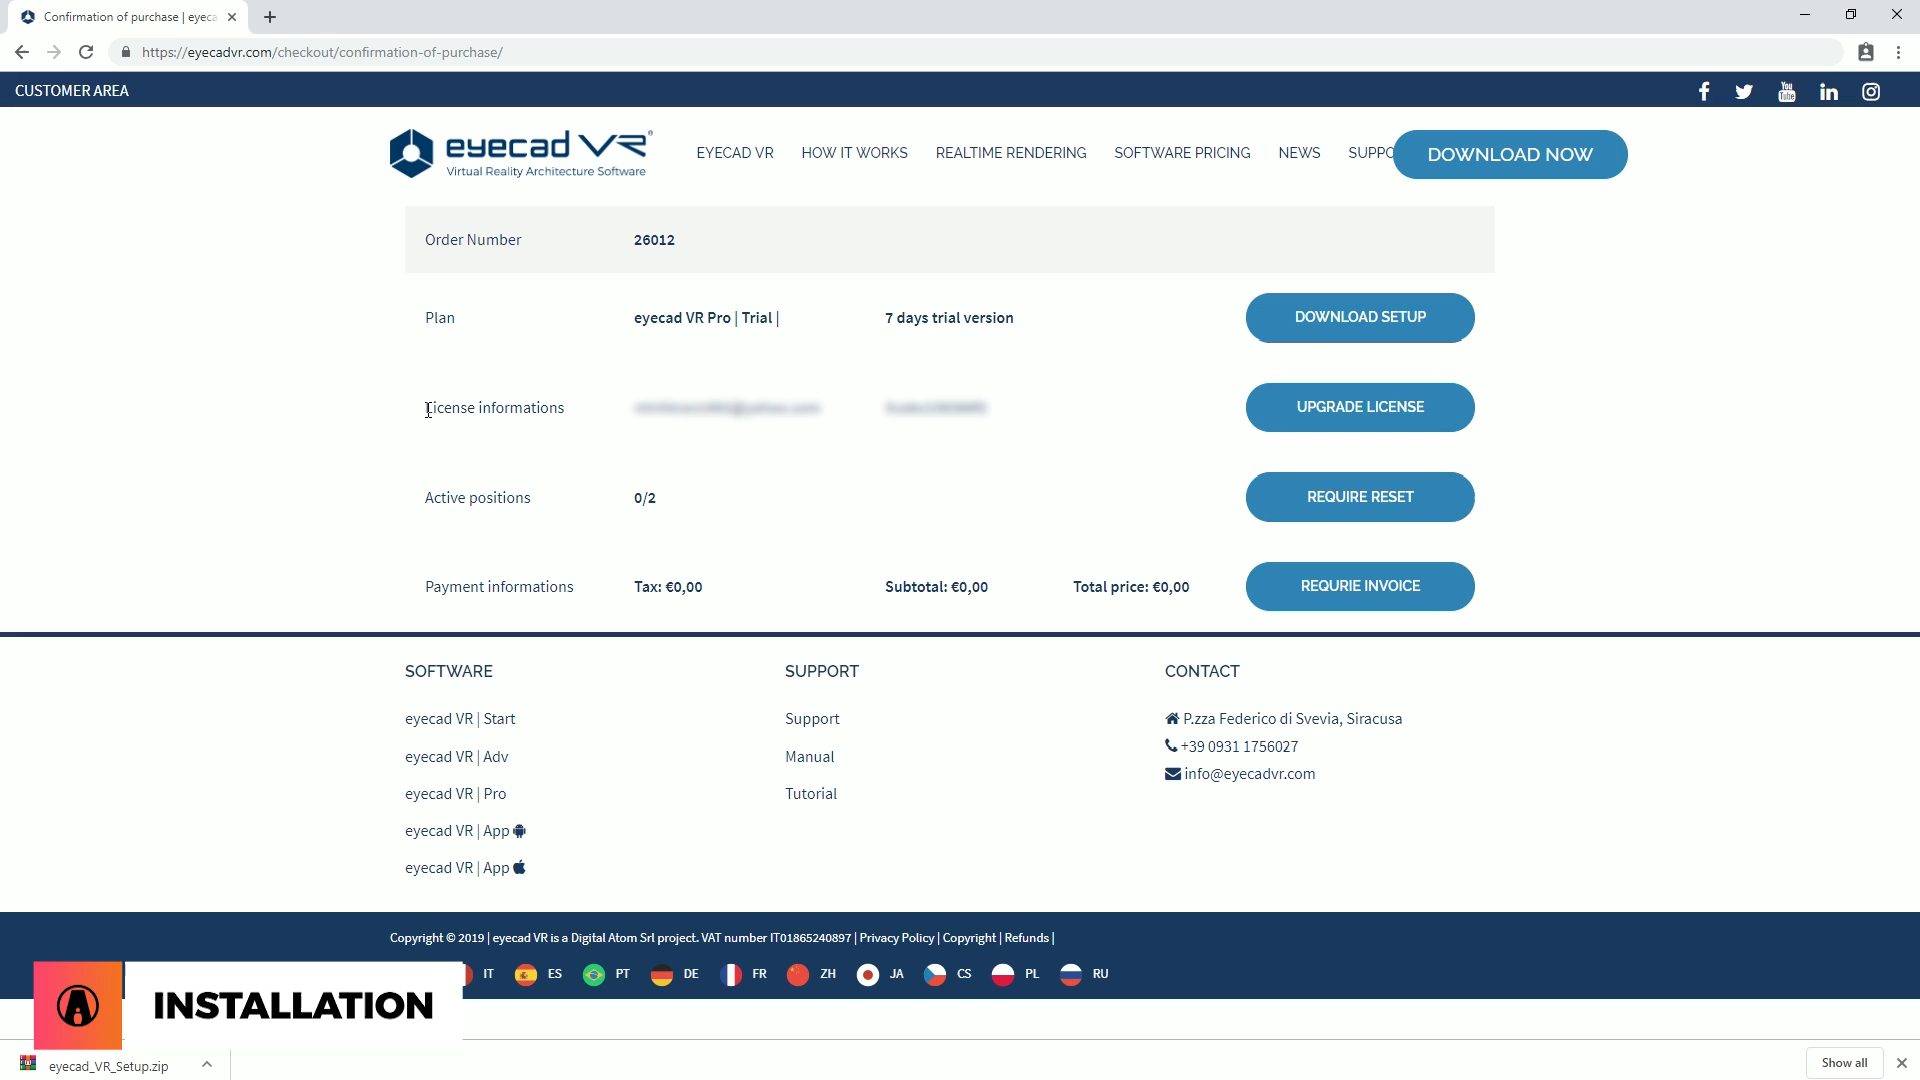 Confirmation of purchase | eyeca
https://eyecadvr.com/checkout/confirmation-of-purchase/
CUSTOMER AREA
You Tube
eyecad VR
Virtual Reality Architecture Software
EYECAD VR HOW IT WORKS REALTIME RENDERING SOFTWARE PRICING NEWS SUPPO DOWNLOAD NOW
Order Number 26012
Plan eyecad VR Pro | Trial | 7 days trial version DOWNLOAD SETUP
License informations UPGRADE LICENSE
Active positions 0/2 REQUIRE RESET
Payment informations Tax: €0,00 Subtotal: €0,00 Total price: €0,00 REQURIE INVOICE
SOFTWARE SUPPORT CONTACT
eyecad VR | Start Support P.zza Federico di Svevia, Siracusa
+39 0931 1756027
eyecad VR | Adv Manual
info@eyecadvr.com
eyecad VR | Pro Tutorial
eyecad VR | App
eyecad VR | App
Copyright © 2019 | eyecad VR is a Digital Atom Srl project. VAT number IT01865240897 | Privacy Policy | Copyright | Refunds |
IT ES PT DE FR ZH JA CS PL RU
INSTALLATION
eyecad_VR_Setup.zip Show all